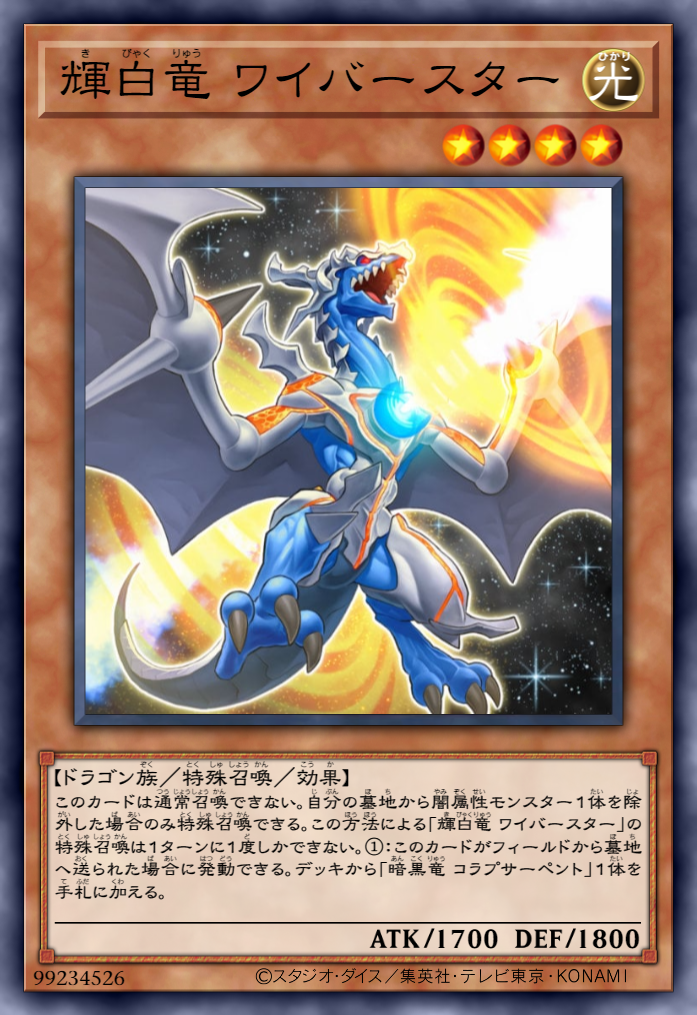 輝白竜 ワイバースター
光
【ドラゴン族／特殊召喚／効果】
このカードは通常召喚できない。自分の墓地から闇属性モンスター1体を除
外した場合のみ特殊召喚できる。この方法による「輝白竜 ワイバースター」の
特殊召喚は1ターンに1度しかできない。①：このカードがフィールドから墓地
へ送られた場合に発動できる。デッキから「暗黒竜 コラプサーペント」1体を
手札に加える。
ATK/1700 DEF/1800
99234526 ©スタジオ・ダイス／集英社・テレビ東京・KONAMI